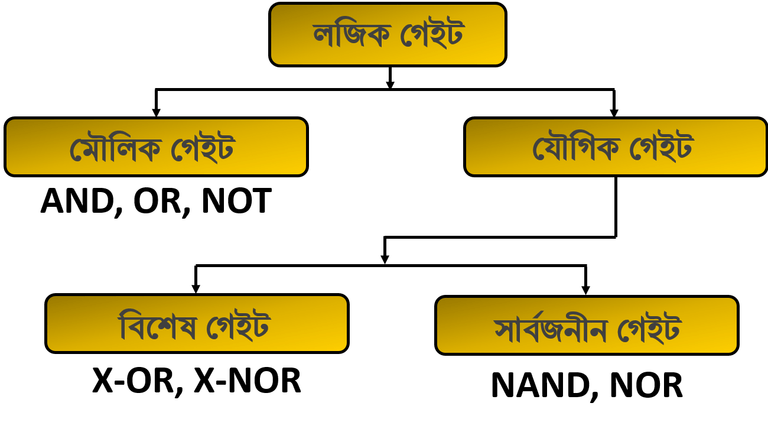 লজিক গেইট
মৌলিক গেইট
যৌগিক গেইট
AND, OR, NOT
বিশেষ গেইট
সার্বজনীন গেইট
X-OR, X-NOR
NAND, NOR